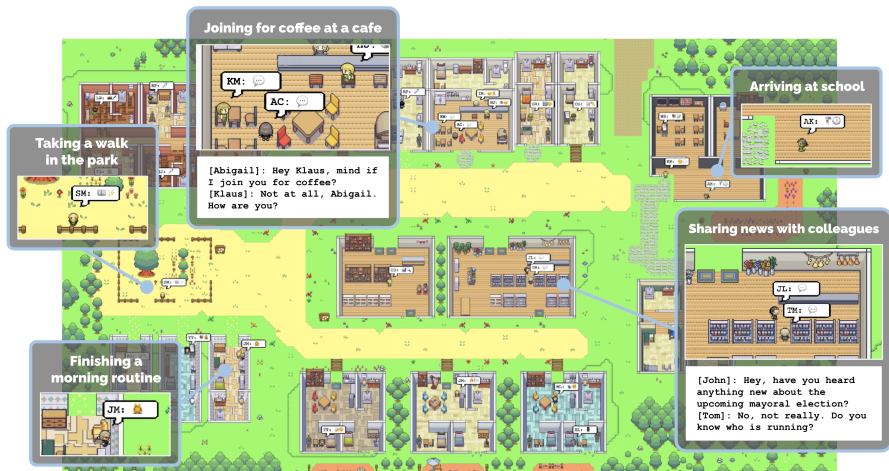 Joining for coffee at a cafe
KM:
AC:
[Abigail]: Hey Klaus, mind if
I join you for coffee?
[Klaus]: Not at all, Abigail.
How are you?
Taking a walk
in the park
SM:
Arriving at school
AK:
Sharing news with colleagues
JL:
TM:
[John]: Hey, have you heard
anything new about the
upcoming mayoral election?
[Tom]: No, not really. Do you
know who is running?
Finishing a
morning routine
JM: